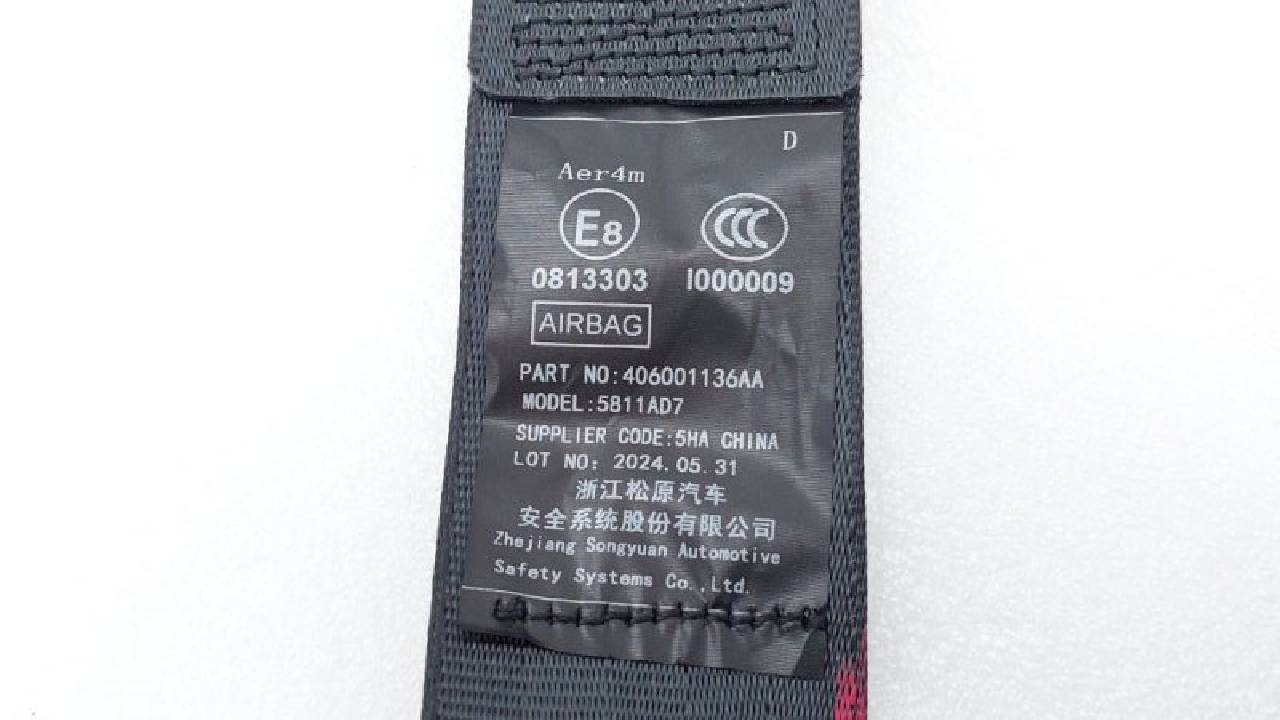 D
Aer4m
E8
CCC
0813303 I000009
AIRBAG
PART NO:406001136AA
MODEL:5811AD7
SUPPLIER CODE:5HA CHINA
LOT NO: 2024.05.31
浙江松原汽车
安全系统股份有限公司
Zhejiang Songyuan Automotive
Safety Systems Co.,Ltd.